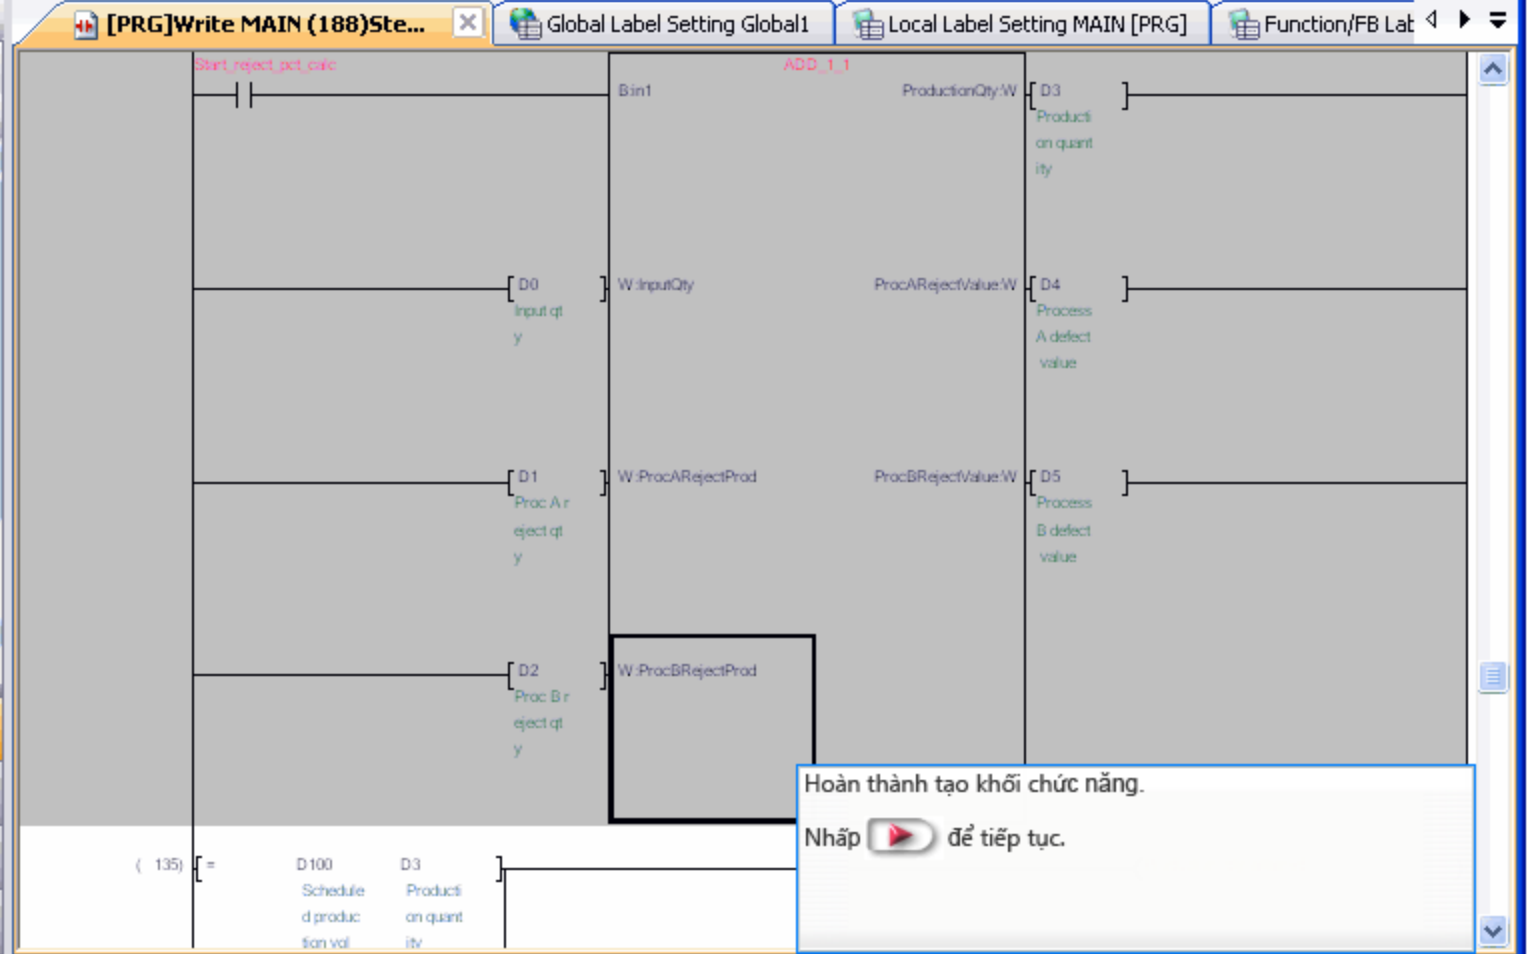 [PRG]Write MAIN (188)Ste...
Global Label Setting Global1
Local Label Setting MAIN [PRG]
Function/FB Lab
Start_reject_pct_calc
ADD_1_1
B:in1
ProductionQty:W
D3
Producti
on quant
ity
D0
Input qt
y
W:InputQty
ProcARejectValue:W
D4
Process
A defect
value
D1
Proc A r
eject qt
y
W:ProcARejectProd
ProcBRejectValue:W
D5
Process
B defect
value
D2
Proc B r
eject qt
y
W:ProcBRejectProd
Hoàn thành tạo khối chức năng.
Nhấp để tiếp tục.
( 135)
=
D100
D3
Schedule
d produc
tion vol
Producti
on quant
ity